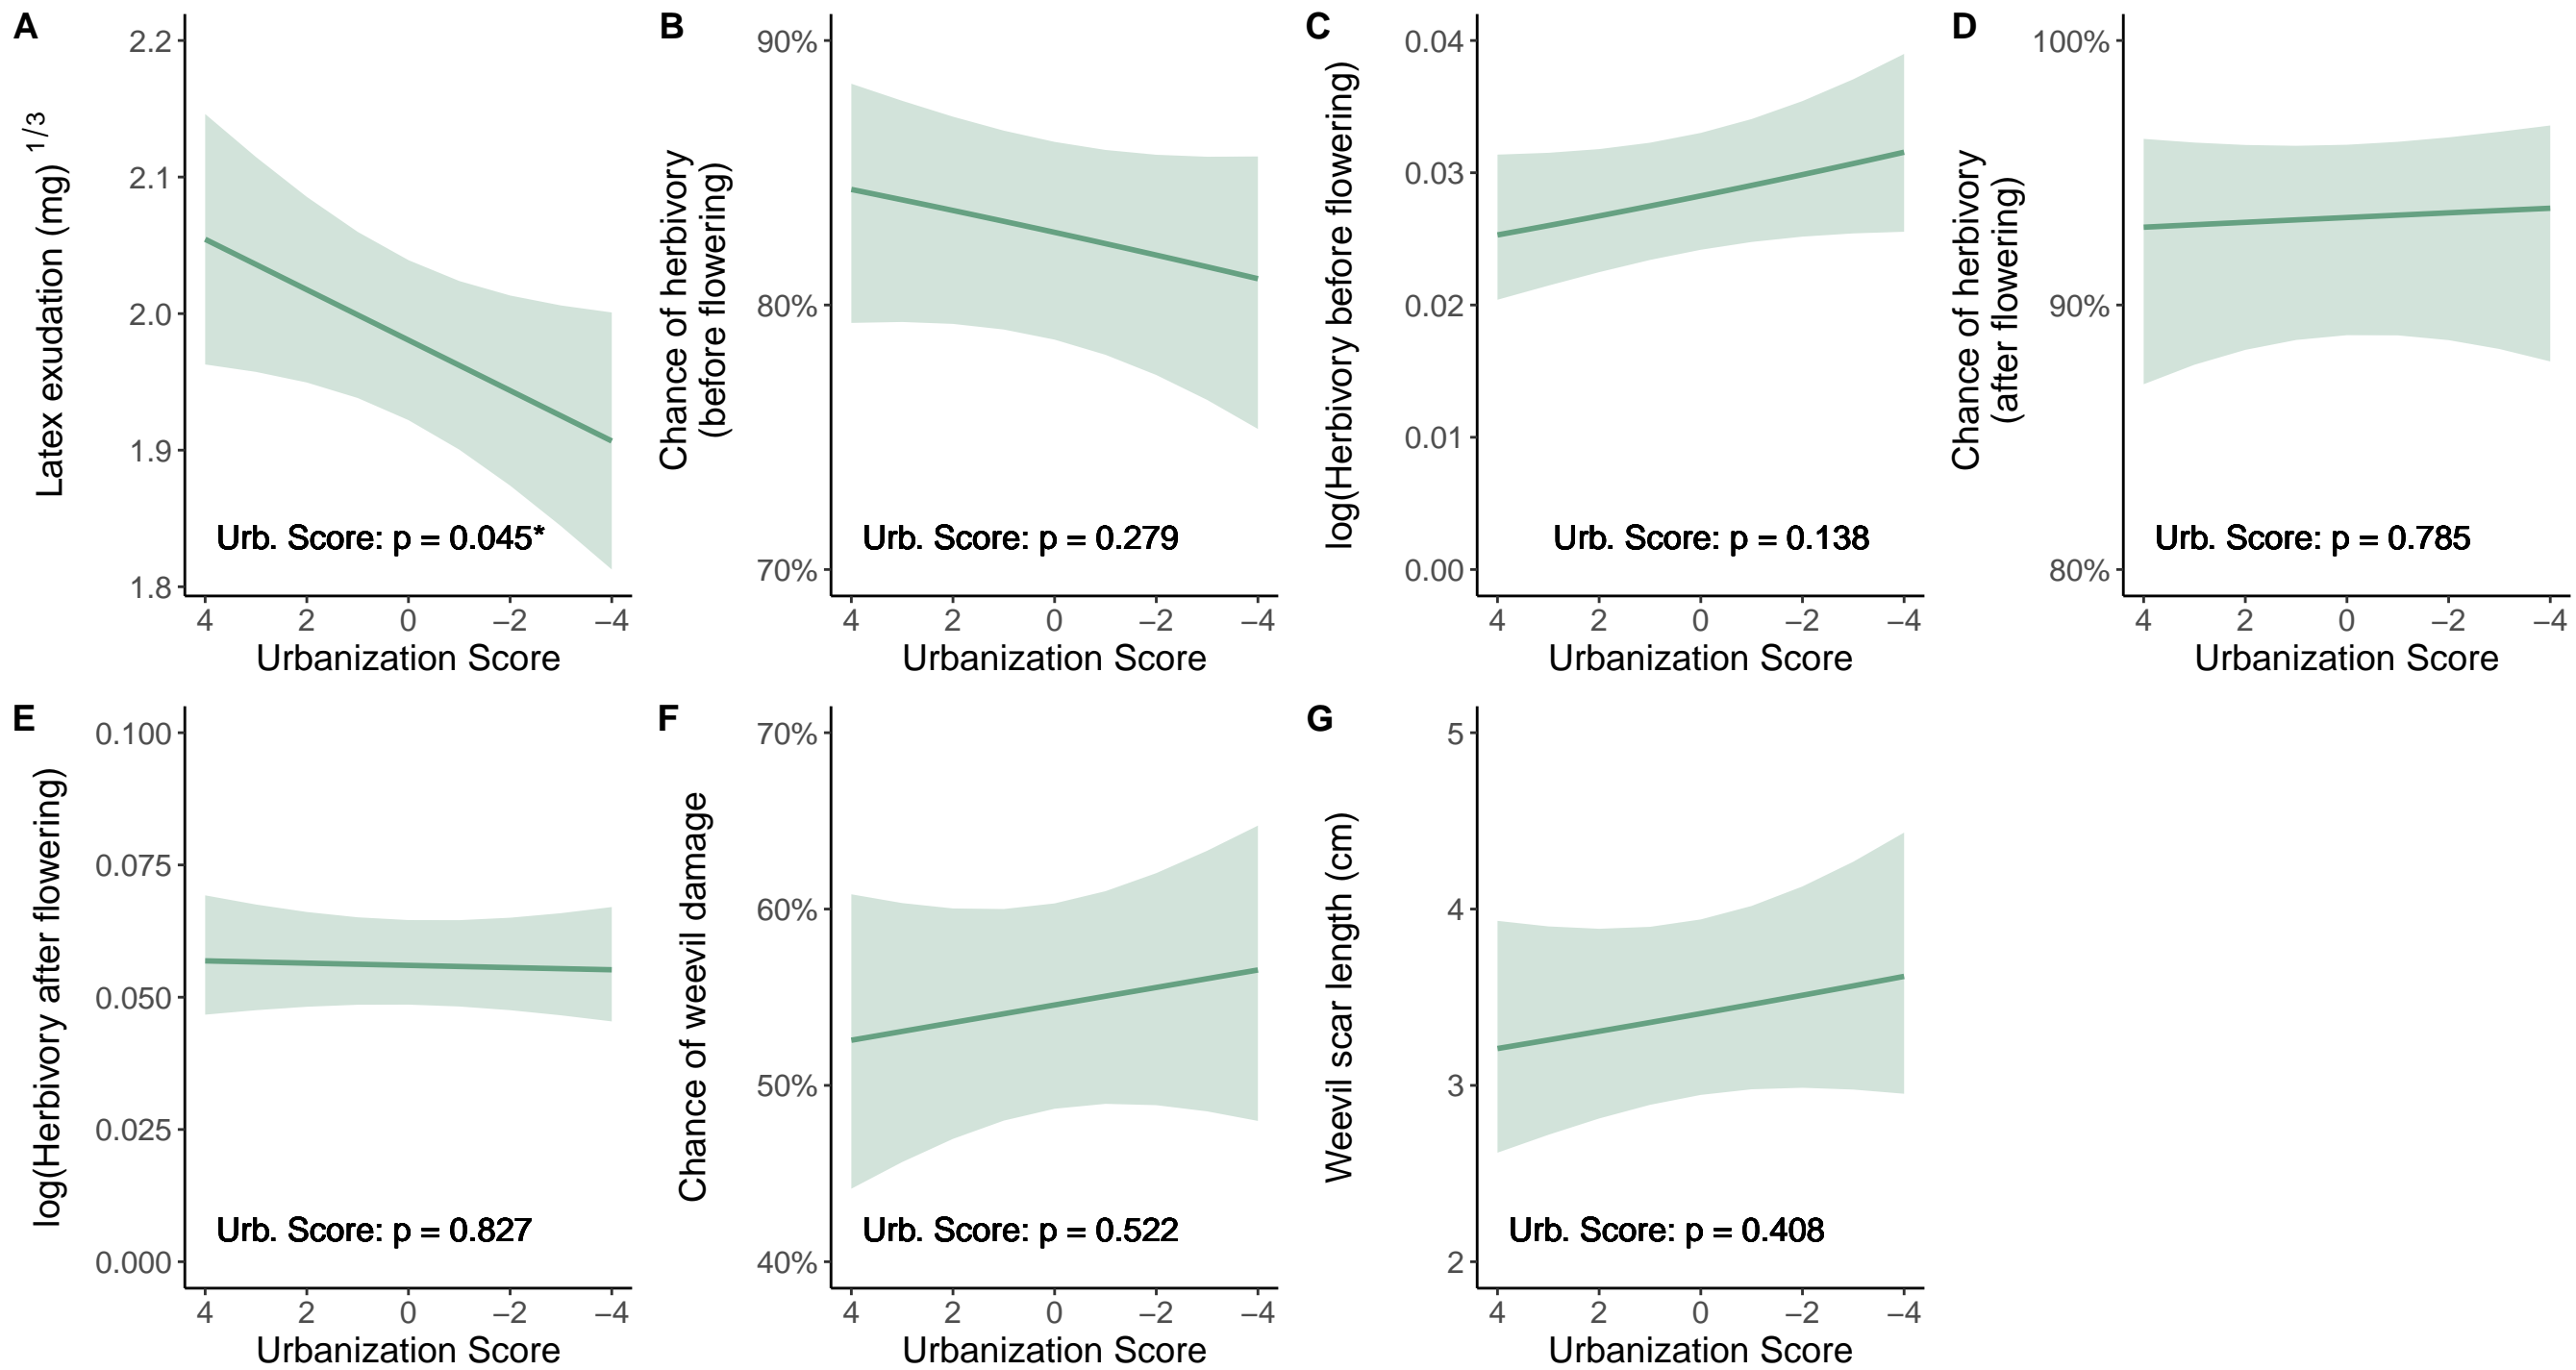 A
Latex exudation (mg) 1/3
2.2
2.1
2.0
1.9
1.8
Urb. Score: p = 0.045*
4 2 0 −2 −4
Urbanization Score
B
Chance of herbivory
(before flowering)
90%
80%
70%
Urb. Score: p = 0.279
4 2 0 −2 −4
Urbanization Score
C
log(Herbivory before flowering)
0.04
0.03
0.02
0.01
0.00
Urb. Score: p = 0.138
4 2 0 −2 −4
Urbanization Score
D
Chance of herbivory
(after flowering)
100%
90%
80%
Urb. Score: p = 0.785
4 2 0 −2 −4
Urbanization Score
E
log(Herbivory after flowering)
0.100
0.075
0.050
0.025
0.000
Urb. Score: p = 0.827
4 2 0 −2 −4
Urbanization Score
F
Chance of weevil damage
70%
60%
50%
40%
Urb. Score: p = 0.522
4 2 0 −2 −4
Urbanization Score
G
Weevil scar length (cm)
5
4
3
2
Urb. Score: p = 0.408
4 2 0 −2 −4
Urbanization Score